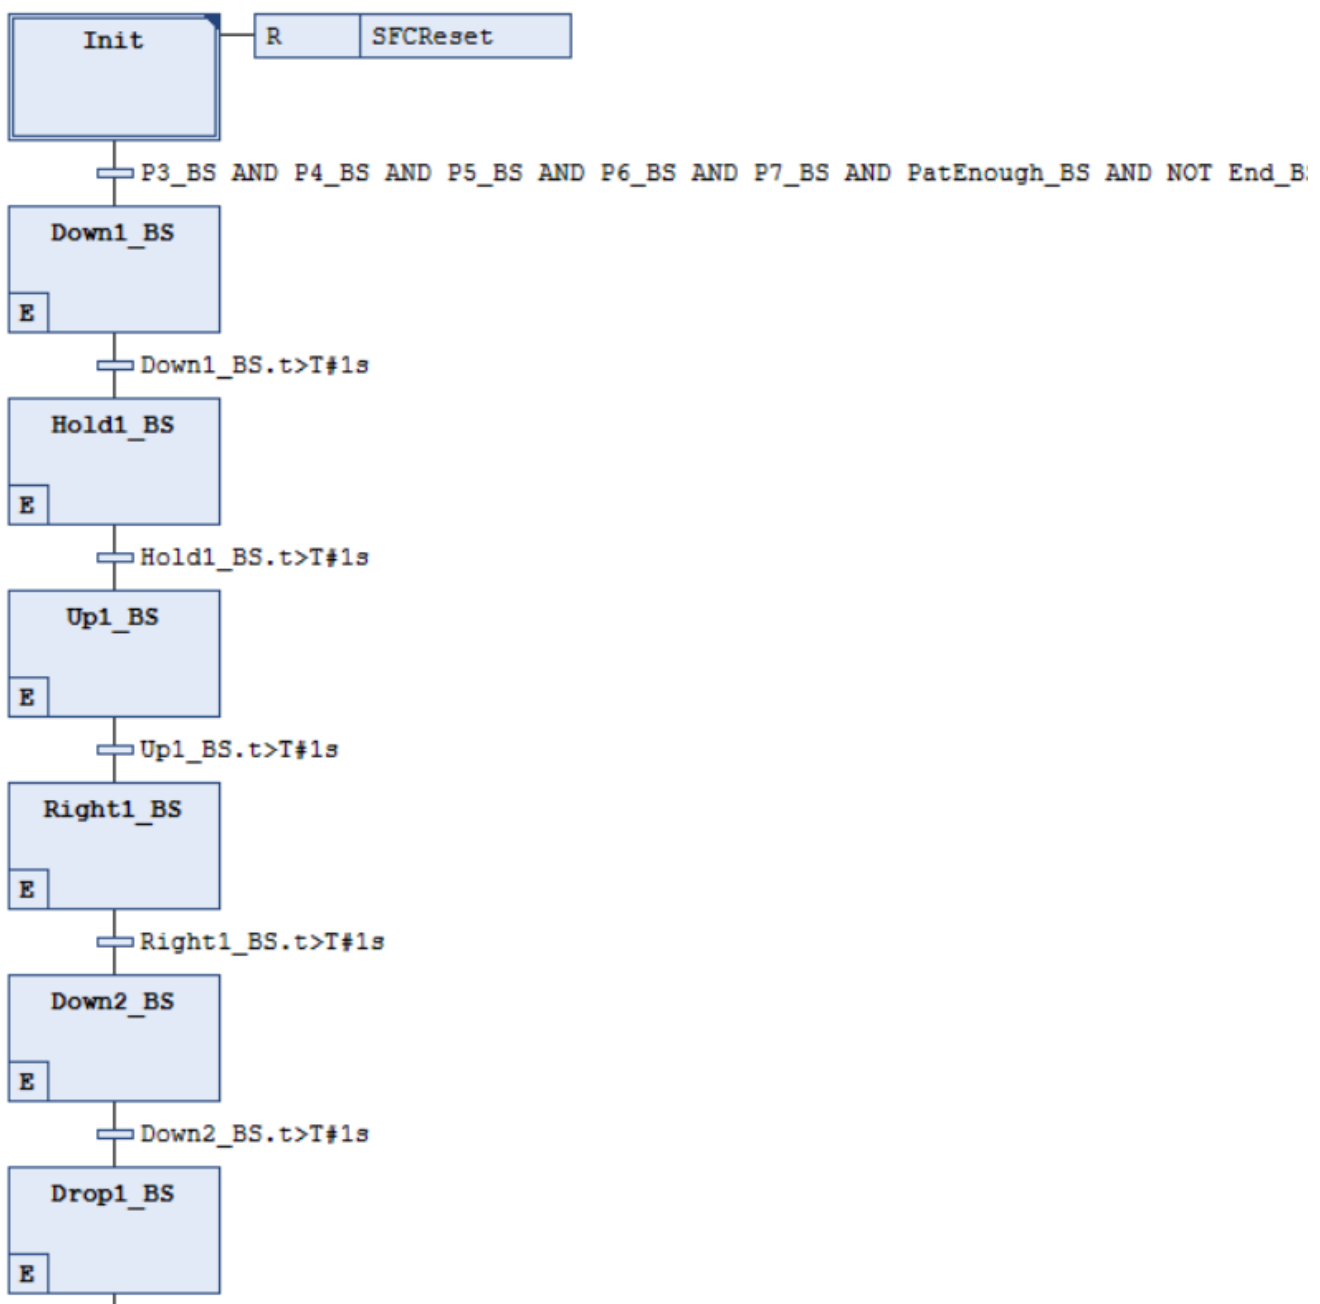 Init
R SFCReset
P3_BS AND P4_BS AND P5_BS AND P6_BS AND P7_BS AND PatEnough_BS AND NOT
Down1_BS
E
Down1_BS.t>T#1s
Hold1_BS
E
Hold1_BS.t>T#1s
Up1_BS
E
Up1_BS.t>T#1s
Right1_BS
E
Right1_BS.t>T#1s
Down2_BS
E
Down2_BS.t>T#1s
Drop1_BS
E